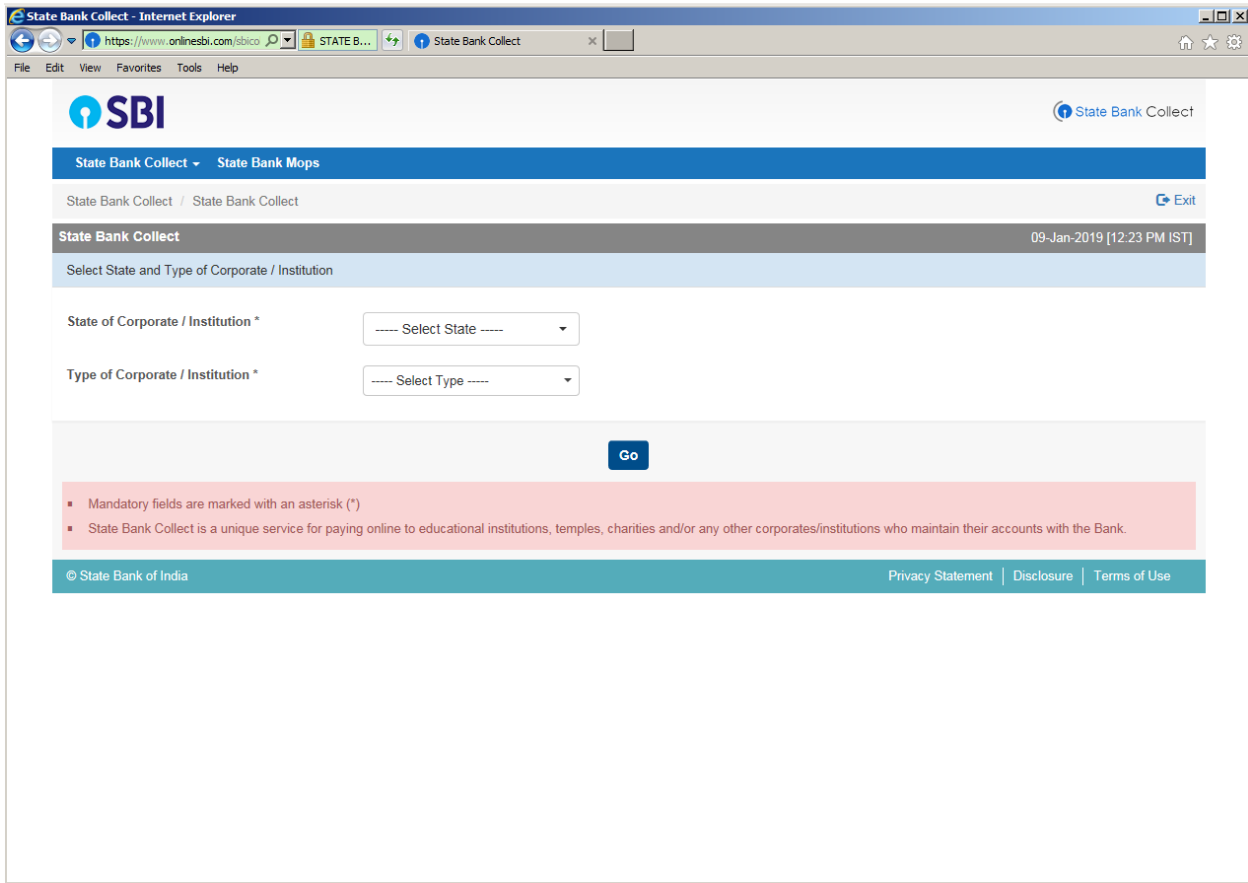 State Bank Collect - Internet Explorer
https://www.onlinesbi.com/sbico STATE B... State Bank Collect
File Edit View Favorites Tools Help
SBI State Bank Collect
State Bank Collect State Bank Mops
State Bank Collect / State Bank Collect Exit
State Bank Collect 09-Jan-2019 [12:23 PM IST]
Select State and Type of Corporate / Institution
State of Corporate / Institution * ----- Select State -----
Type of Corporate / Institution * ----- Select Type -----
Go
Mandatory fields are marked with an asterisk (*)
State Bank Collect is a unique service for paying online to educational institutions, temples, charities and/or any other corporates/institutions who maintain their accounts with the Bank.
© State Bank of India Privacy Statement | Disclosure | Terms of Use